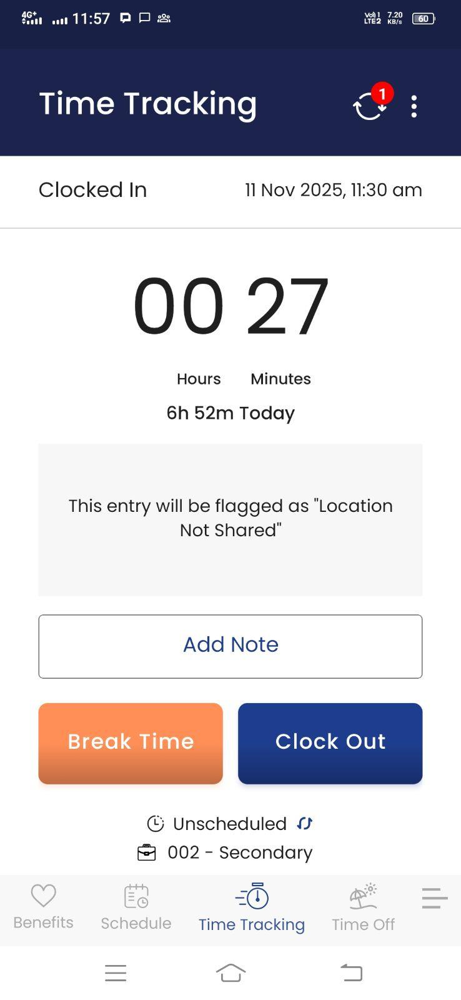 4G+ 11:57 Vo) 1 LTE2 7.20 KB/s 60
Time Tracking 1
Clocked In 11 Nov 2025, 11:30 am
00 27
Hours Minutes
6h 52m Today
This entry will be flagged as "Location
Not Shared"
Add Note
Break Time Clock Out
Unscheduled
002 - Secondary
Benefits Schedule Time Tracking Time Off